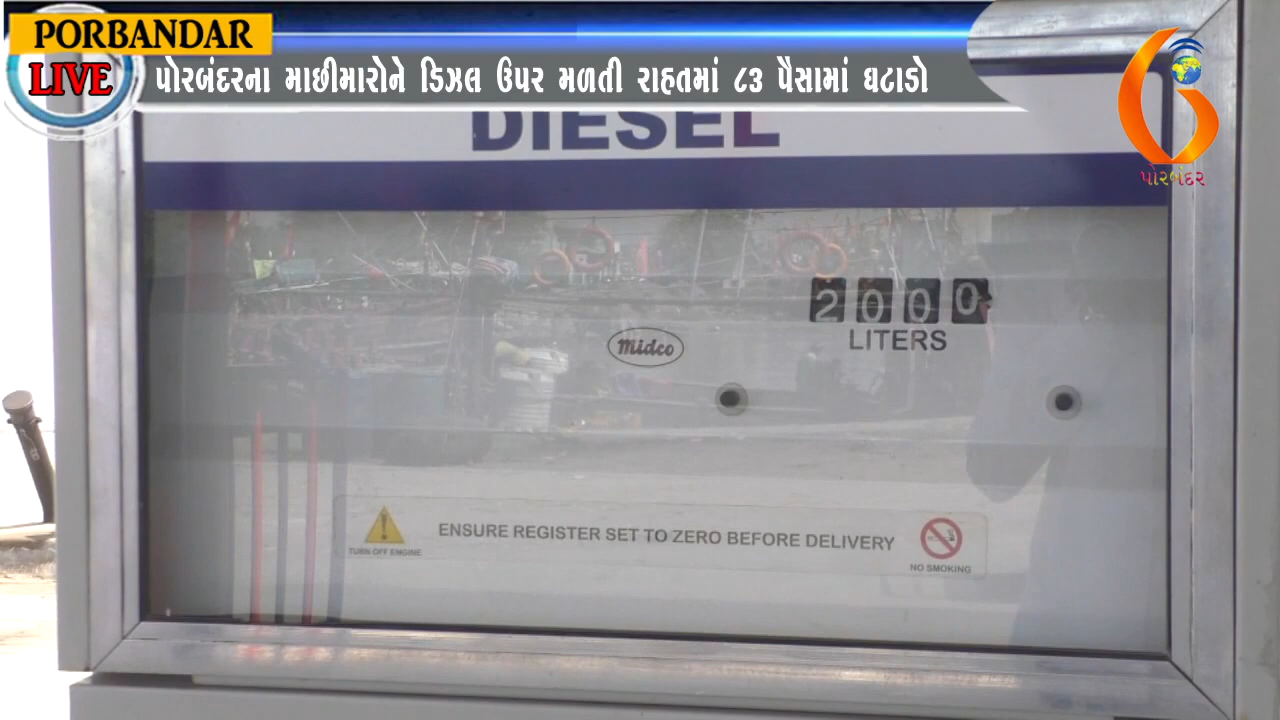 PORBANDAR
LIVE
પોરબંદરના માછીમારોને ડિઝલ ઉપર મળતી રાહતમાં ૮૩ પૈસામાં ઘટાડો
પોરબંદર
DIESEL
2000
LITERS
Midco
ENSURE REGISTER SET TO ZERO BEFORE DELIVERY
TURN OFF ENGINE
NO SMOKING